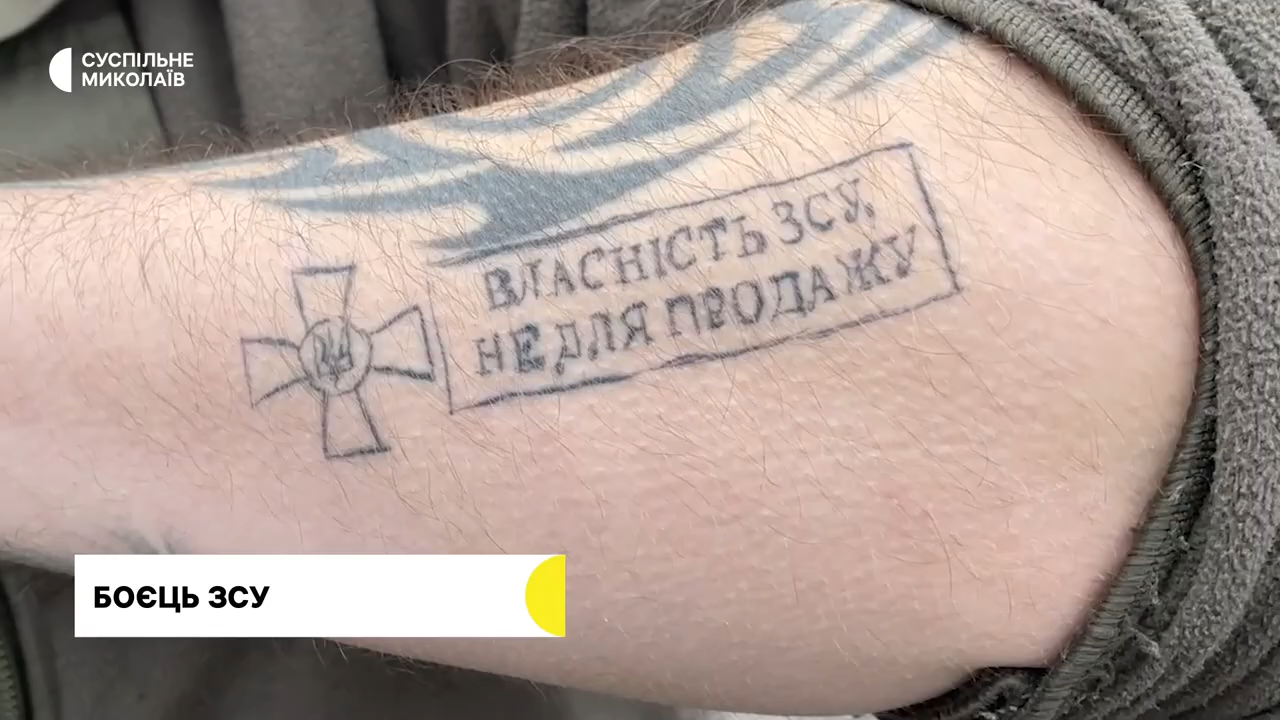 СУСПІЛЬНЕ
МИКОЛАЇВ
ВЛАСНІСТЬ ЗСУ.
НЕ ДЛЯ ПРОДАЖУ
БОЄЦЬ ЗСУ